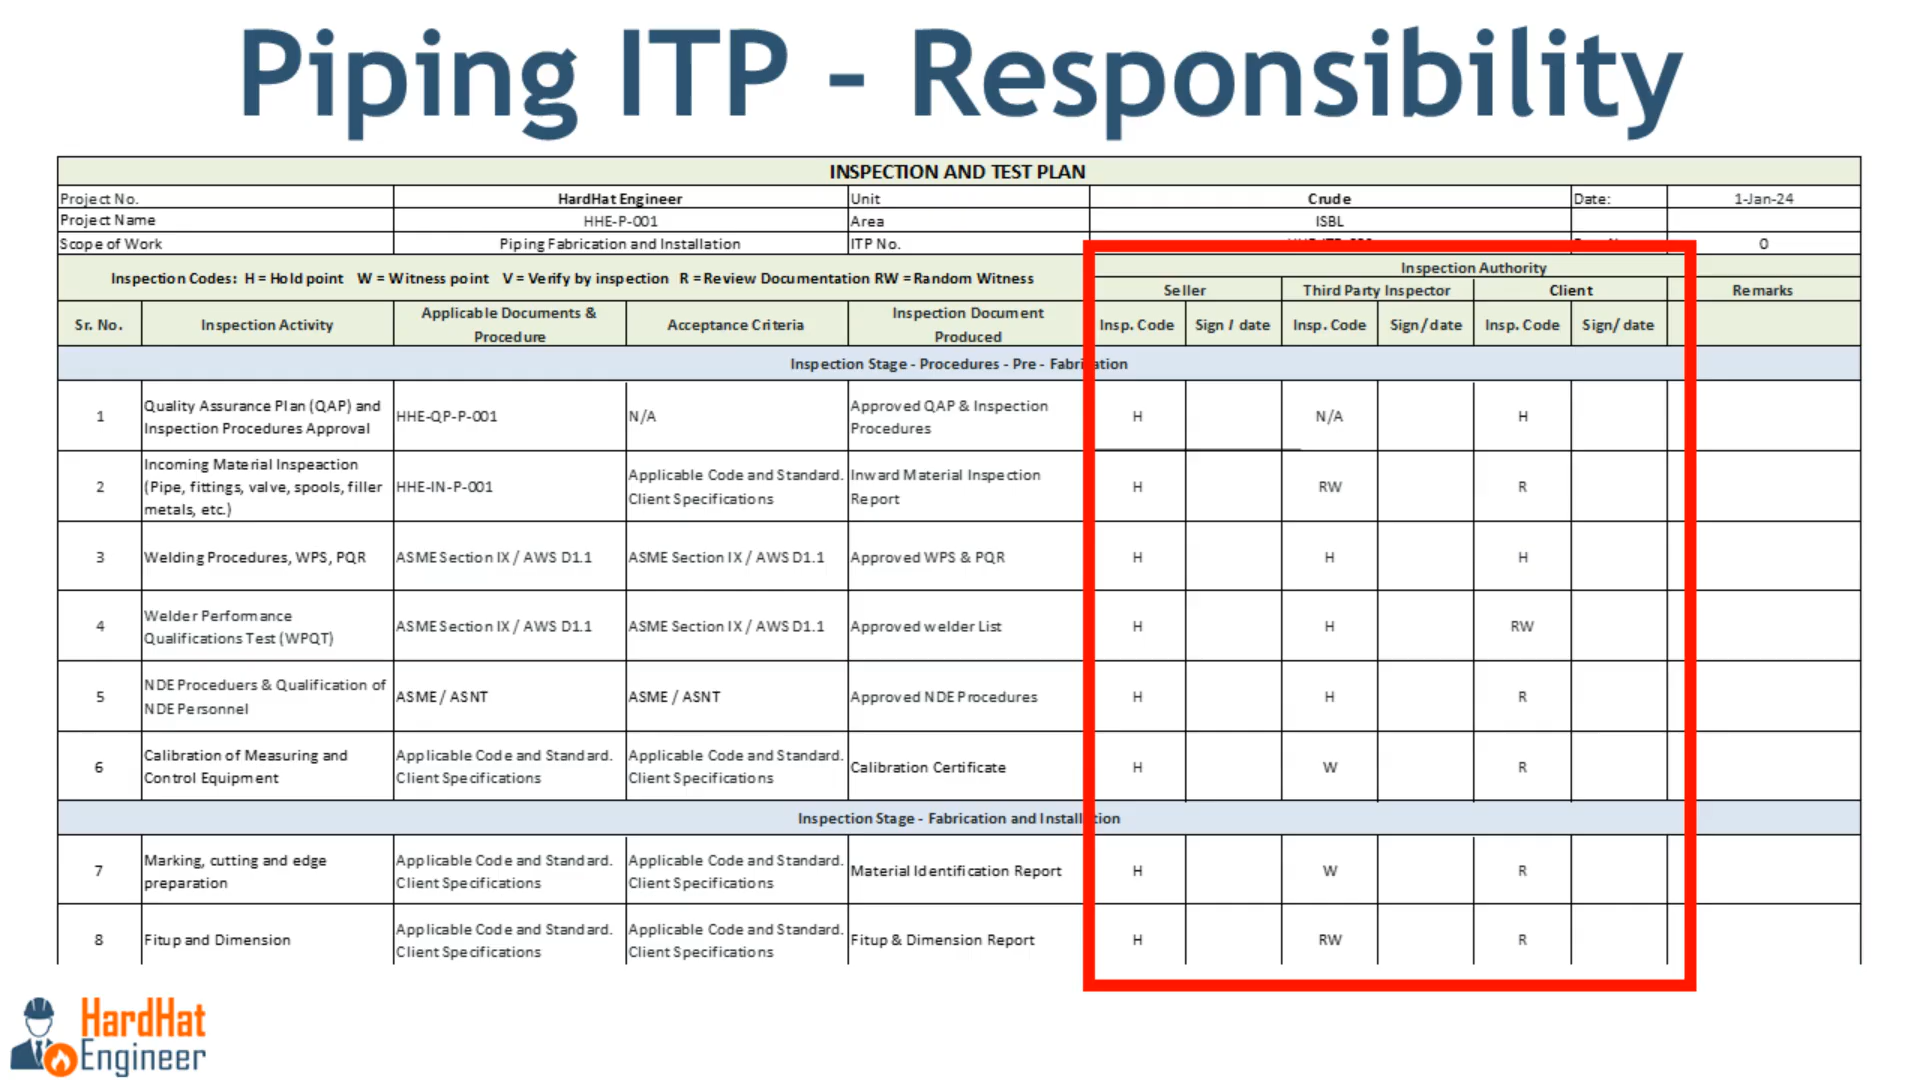 Piping ITP - Responsibility
INSPECTION AND TEST PLAN
Project No. HardHat Engineer Unit Crude Date: 1-Jan-24
Project Name HHE-P-001 Area ISBL
Scope of Work Piping Fabrication and Installation ITP No. 0
Inspection Codes: H = Hold point W = Witness point V = Verify by inspection R = Review Documentation RW = Random Witness
Inspection Authority
Seller Third Party Inspector Client Remarks
Sr. No. Inspection Activity Applicable Documents & Procedure Acceptance Criteria Inspection Document Produced Insp. Code Sign / date Insp. Code Sign/ date Insp. Code Sign/ date
Inspection Stage - Procedures - Pre - Fabrication
1 Quality Assurance Plan (QAP) and Inspection Procedures Approval HHE-QP-P-001 N/A Approved QAP & Inspection Procedures H N/A H
2 Incoming Material Inspeaction (Pipe, fittings, valve, spools, filler metals, etc.) HHE-IN-P-001 Applicable Code and Standard. Client Specifications Inward Material Inspection Report H RW R
3 Welding Procedures, WPS, PQR ASME Section IX / AWS D1.1 ASME Section IX / AWS D1.1 Approved WPS & PQR H H H
4 Welder Performance Qualifications Test (WPQT) ASME Section IX / AWS D1.1 ASME Section IX / AWS D1.1 Approved welder List H H RW
5 NDE Proceduers & Qualification of NDE Personnel ASME / ASNT ASME / ASNT Approved NDE Procedures H H R
6 Calibration of Measuring and Control Equipment Applicable Code and Standard. Client Specifications Applicable Code and Standard. Client Specifications Calibration Certificate H W R
Inspection Stage - Fabrication and Installation
7 Marking, cutting and edge preparation Applicable Code and Standard. Client Specifications Applicable Code and Standard. Client Specifications Material Identification Report H W R
8 Fitup and Dimension Applicable Code and Standard. Client Specifications Applicable Code and Standard. Client Specifications Fitup & Dimension Report H RW R
HardHat
Engineer